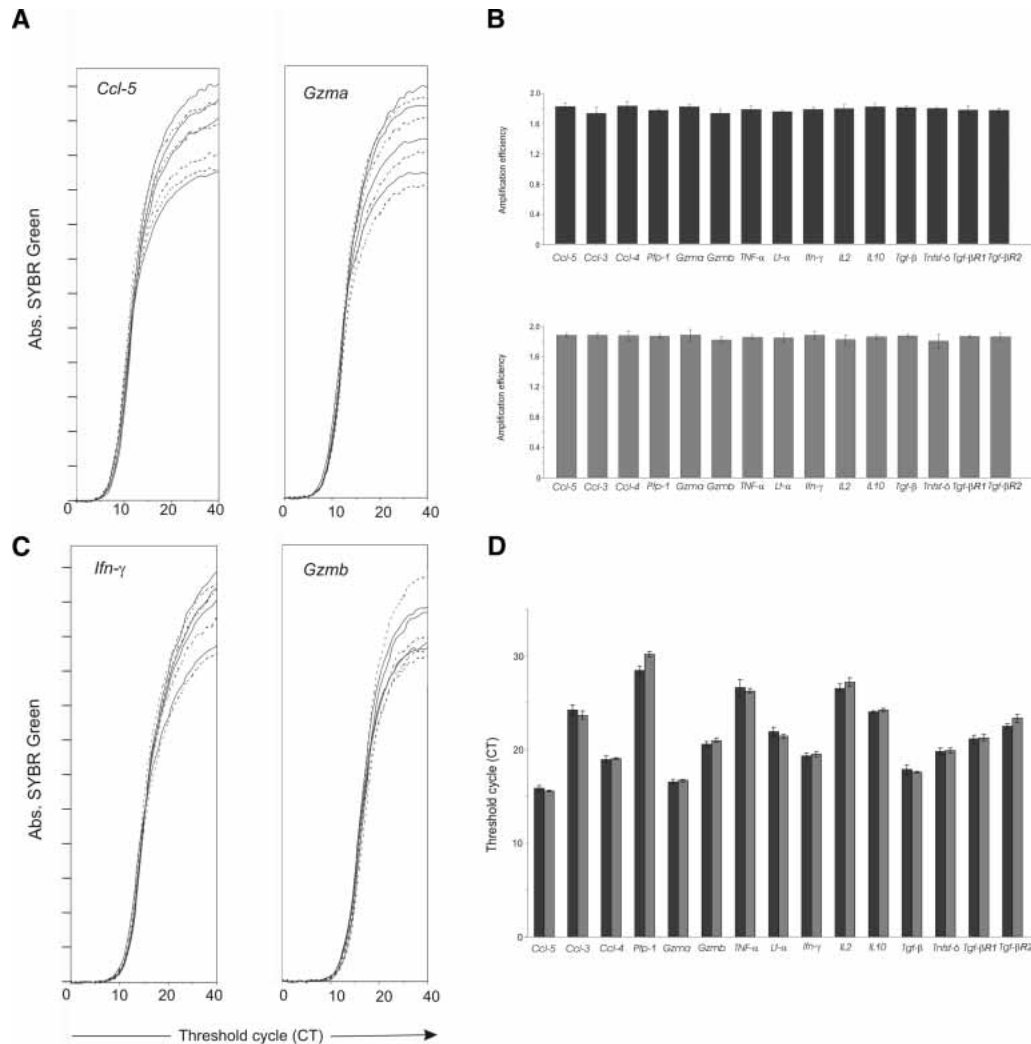 A
Ccl-5
Gzma
Abs. SYBR Green
0 10 20 40 0 10 20 40
B
Amplification efficiency
2.0
1.6
1.2
0.8
0.4
0
Ccl-5 Ccl-3 Ccl-4 Pfp-1 Gzma Gzmb TNF-α Lt-α Ifn-γ IL2 IL10 Tgf-β Tnfsf-6 Tgf-βR1 Tgf-βR2
Amplification efficiency
2.0
1.6
1.2
0.8
0.4
0
Ccl-5 Ccl-3 Ccl-4 Pfp-1 Gzma Gzmb TNF-α Lt-α Ifn-γ IL2 IL10 Tgf-β Tnfsf-6 Tgf-βR1 Tgf-βR2
C
Ifn-γ
Gzmb
Abs. SYBR Green
0 10 20 40 0 10 20 40
Threshold cycle (CT)
D
Threshold cycle (CT)
30
20
10
0
Ccl-5 Ccl-3 Ccl-4 Pfp-1 Gzma Gzmb TNF-α Lt-α Ifn-γ IL2 IL10 Tgf-β Tnfsf-6 Tgf-βR1 Tgf-βR2